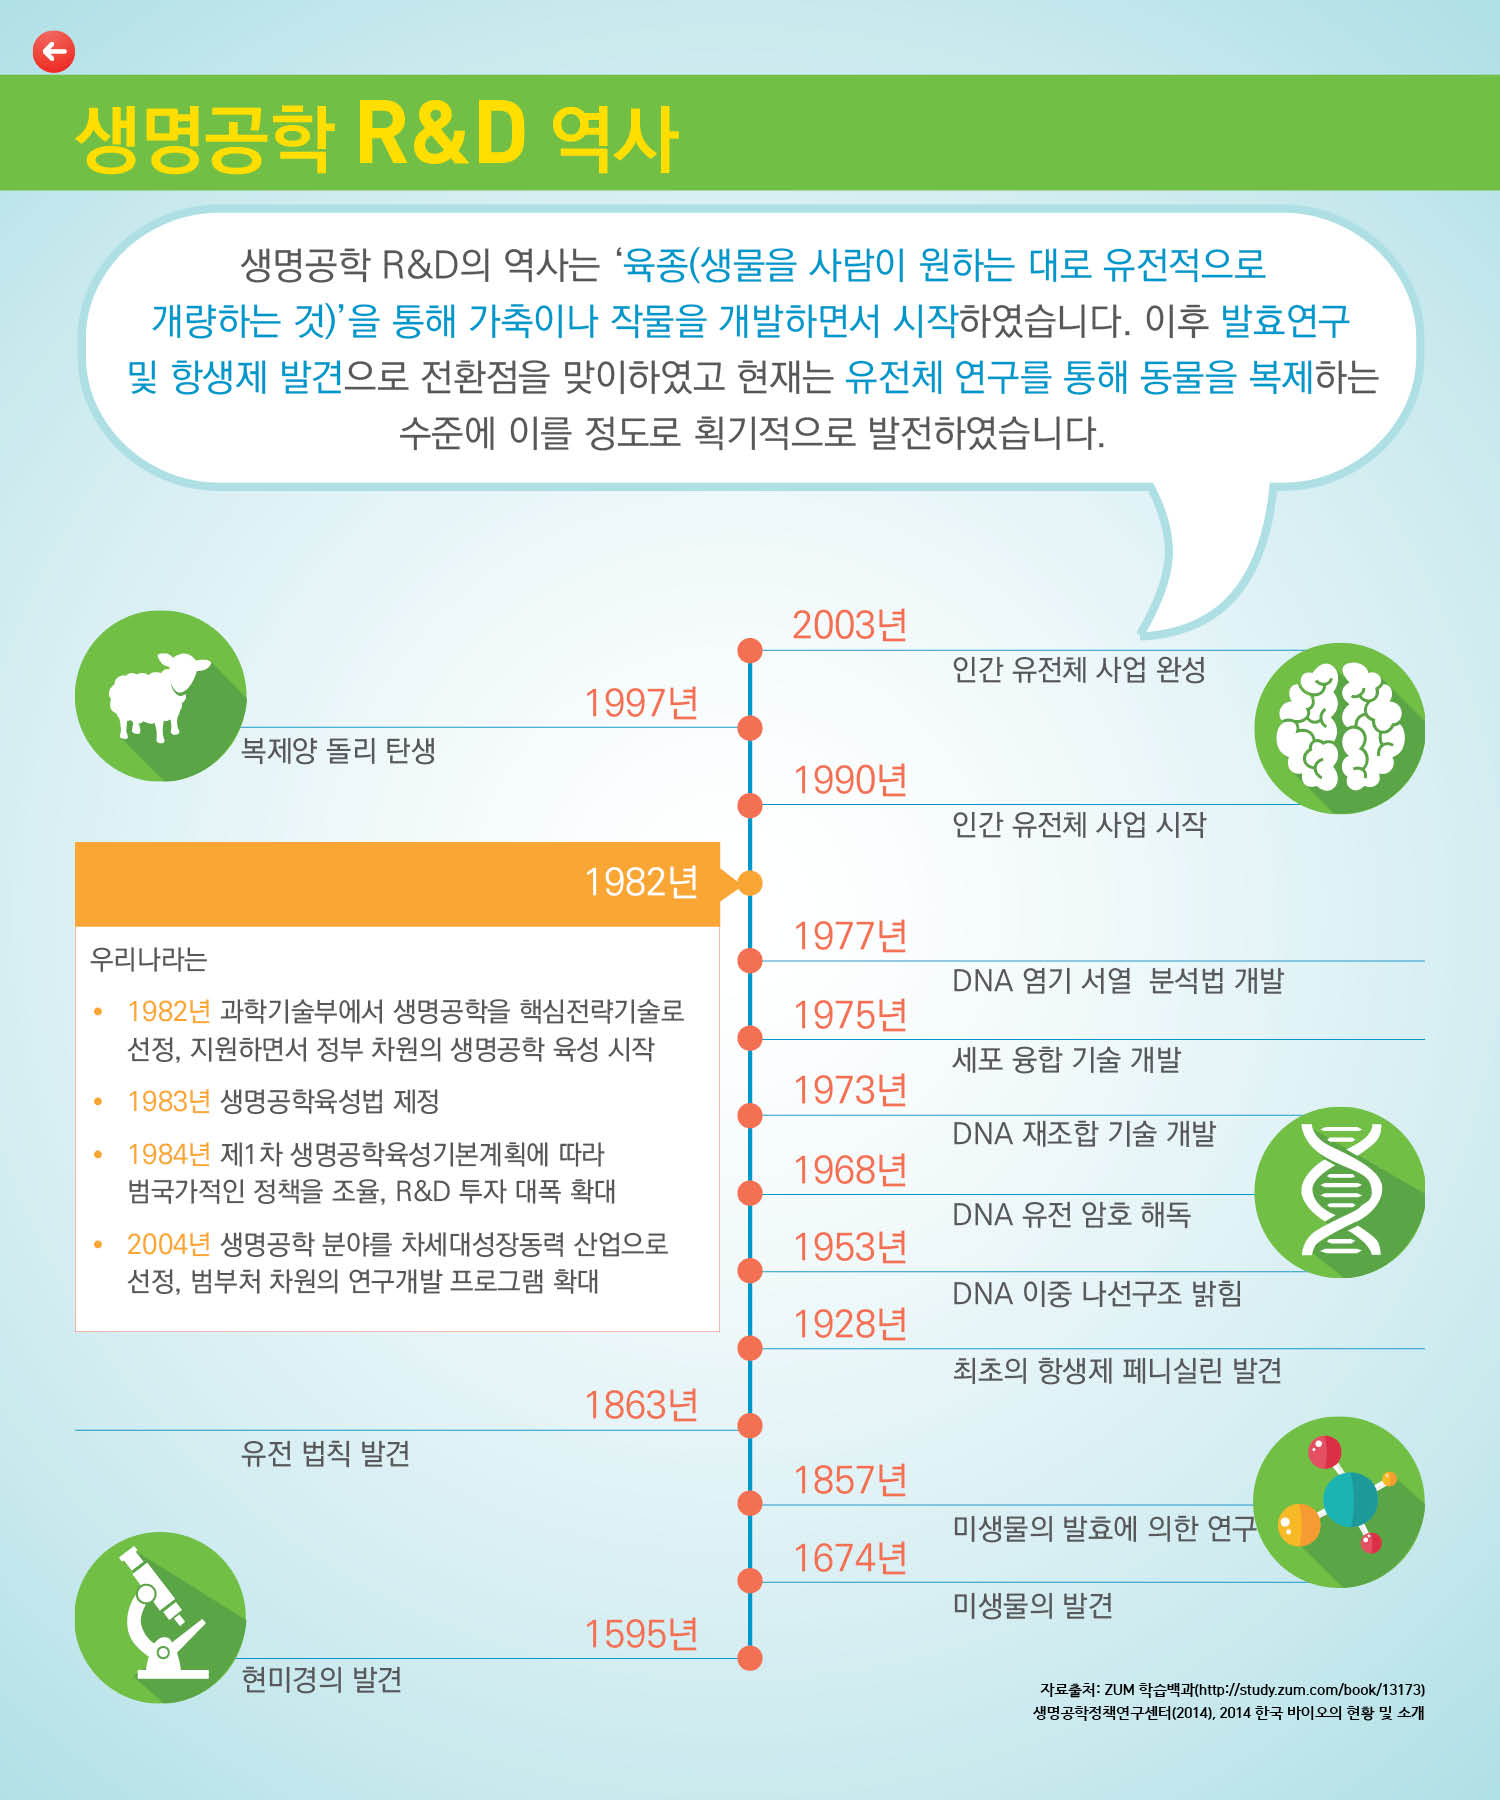 생명공학 R&D 역사
생명공학 R&D의 역사는 ‘육종(생물을 사람이 원하는 대로 유전적으로
개량하는 것)’을 통해 가축이나 작물을 개발하면서 시작하였습니다. 이후 발효연구
및 항생제 발견으로 전환점을 맞이하였고 현재는 유전체 연구를 통해 동물을 복제하는
수준에 이를 정도로 획기적으로 발전하였습니다.
2003년
인간 유전체 사업 완성
1997년
복제양 돌리 탄생
1990년
인간 유전체 사업 시작
1982년
우리나라는
• 1982년 과학기술부에서 생명공학을 핵심전략기술로
선정, 지원하면서 정부 차원의 생명공학 육성 시작
• 1983년 생명공학육성법 제정
• 1984년 제1차 생명공학육성기본계획에 따라
범국가적인 정책을 조율, R&D 투자 대폭 확대
• 2004년 생명공학 분야를 차세대성장동력 산업으로
선정, 범부처 차원의 연구개발 프로그램 확대
1977년
DNA 염기 서열 분석법 개발
1975년
세포 융합 기술 개발
1973년
DNA 재조합 기술 개발
1968년
DNA 유전 암호 해독
1953년
DNA 이중 나선구조 밝힘
1928년
최초의 항생제 페니실린 발견
1863년
유전 법칙 발견
1857년
미생물의 발효에 의한 연구
1674년
미생물의 발견
1595년
현미경의 발견
자료출처: ZUM 학습백과(http://study.zum.com/book/13173)
생명공학정책연구센터(2014), 2014 한국 바이오의 현황 및 소개